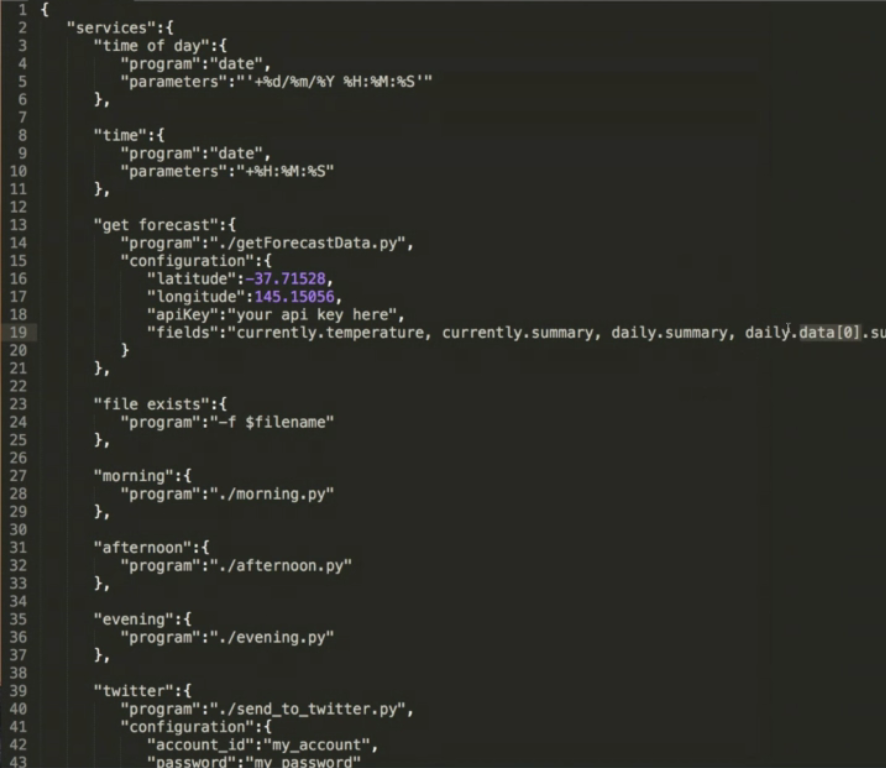 1 {
2 "services":{
3 "time of day":{
4 "program":"date",
5 "parameters":"'+%d/%m/%Y %H:%M:%S'"
6 },
7
8 "time":{
9 "program":"date",
10 "parameters":"+%H:%M:%S"
11 },
12
13 "get forecast":{
14 "program":"./getForecastData.py",
15 "configuration":{
16 "latitude":-37.71528,
17 "longitude":145.15056,
18 "apiKey":"your api key here",
19 "fields":"currently.temperature, currently.summary, daily.summary, daily.data[0].su
20 }
21 },
22
23 "file exists":{
24 "program":"-f $filename"
25 },
26
27 "morning":{
28 "program":"./morning.py"
29 },
30
31 "afternoon":{
32 "program":"./afternoon.py"
33 },
34
35 "evening":{
36 "program":"./evening.py"
37 },
38
39 "twitter":{
40 "program":"./send_to_twitter.py",
41 "configuration":{
42 "account_id":"my_account",
43 "password":"my_password"